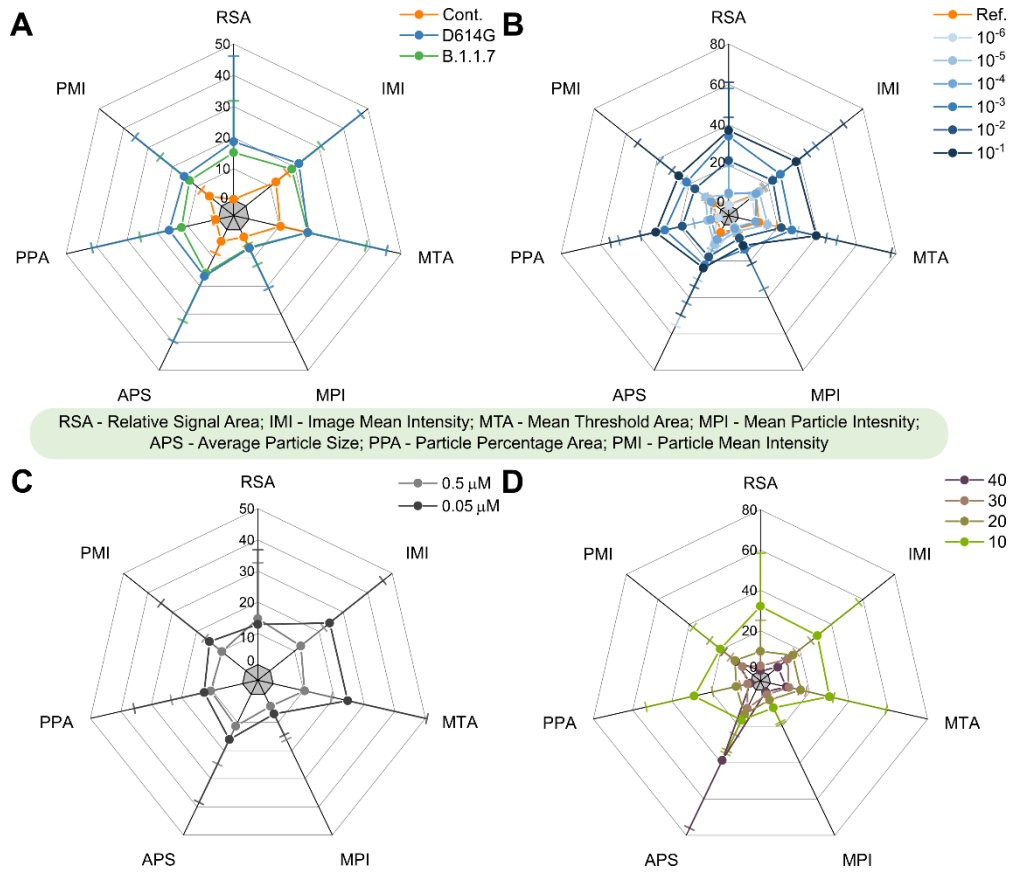 A
RSA
Cont.
D614G
B.1.1.7
50
40
30
20
10
0
PMI
IMI
PPA
MTA
APS
MPI
B
RSA
Ref.
10⁻⁶
10⁻⁵
10⁻⁴
10⁻³
10⁻²
10⁻¹
80
60
40
20
0
PMI
IMI
PPA
MTA
APS
MPI
RSA - Relative Signal Area; IMI - Image Mean Intensity; MTA - Mean Threshold Area; MPI - Mean Particle Intesnity;
APS - Average Particle Size; PPA - Particle Percentage Area; PMI - Particle Mean Intensity
C
RSA
0.5 μM
0.05 μM
50
40
30
20
10
0
PMI
IMI
PPA
MTA
APS
MPI
D
RSA
40
30
20
10
80
60
40
20
0
PMI
IMI
PPA
MTA
APS
MPI